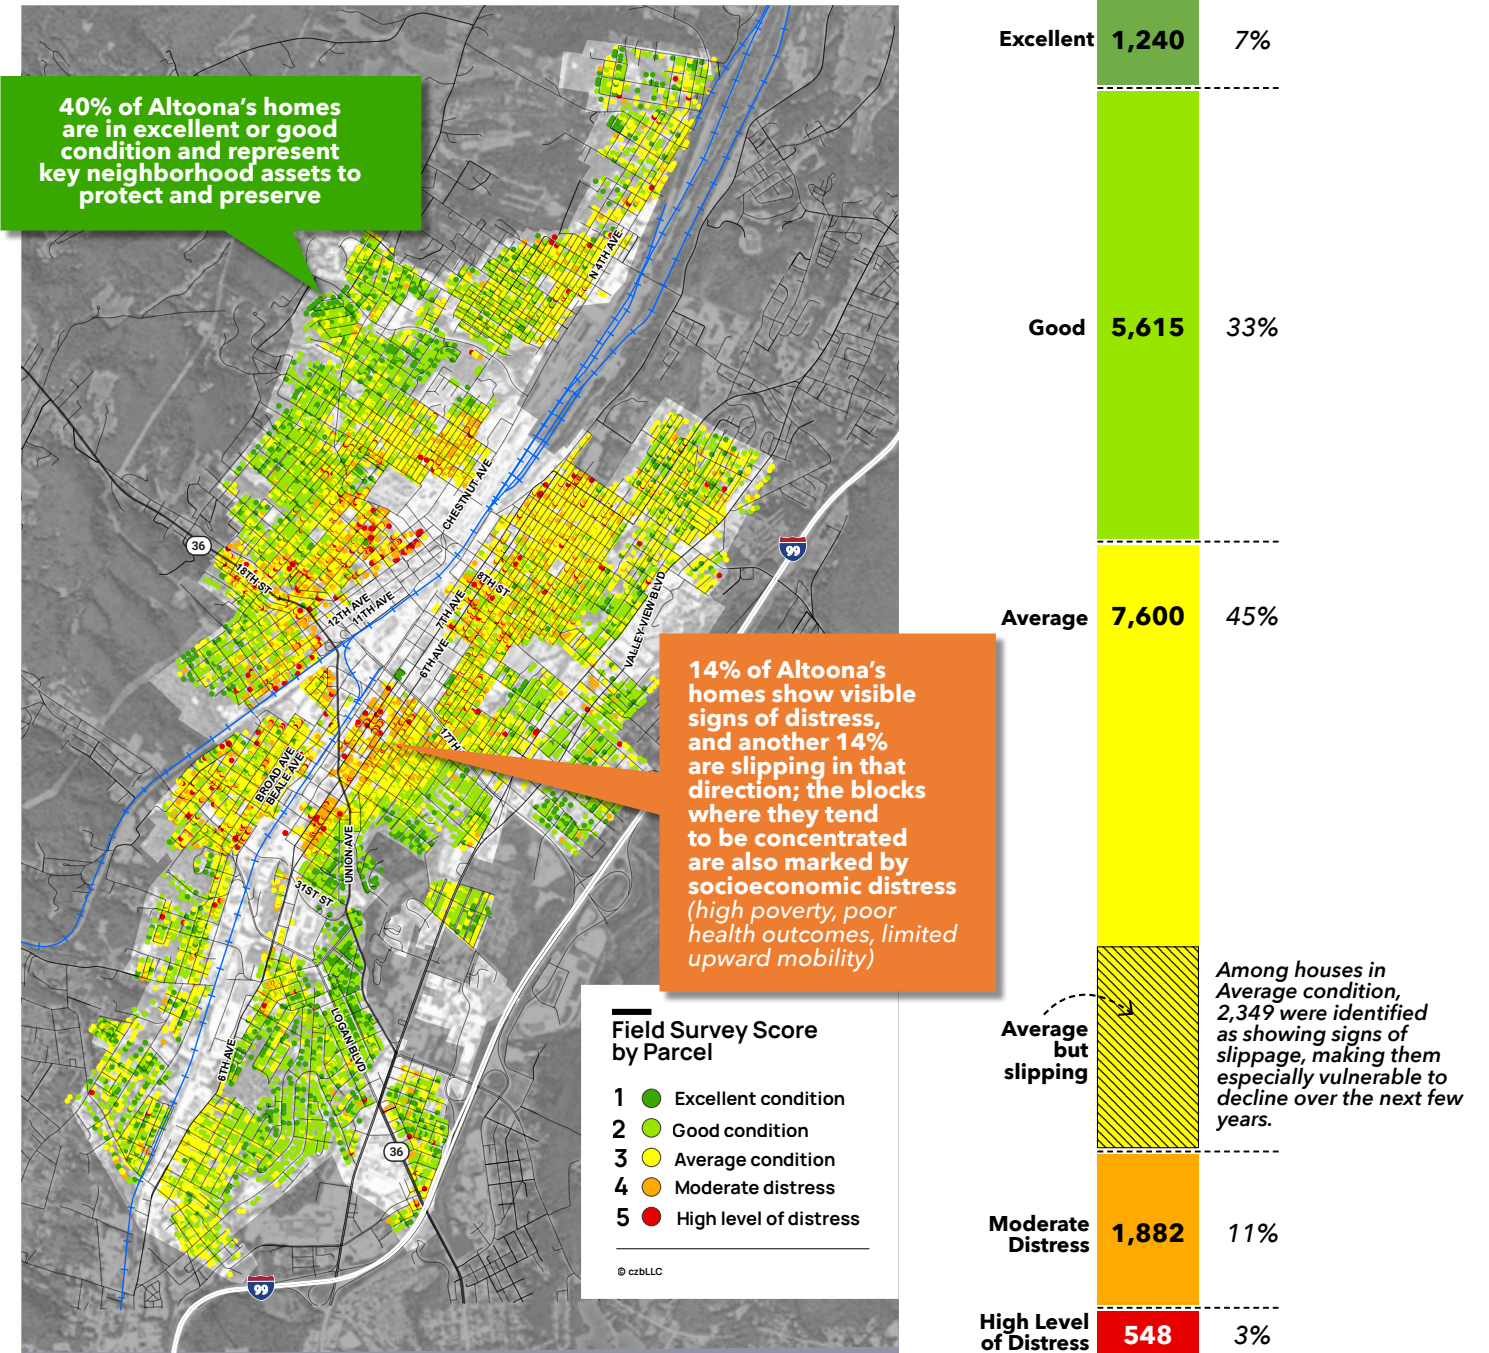 40% of Altoona's homes
are in excellent or good
condition and represent
key neighborhood assets to
protect and preserve
N 4TH AVE
CHESTNUT AVE
36
18TH ST
12TH AVE
11TH AVE
8TH ST
7TH AVE
6TH AVE
VALLEY VIEW BLVD
99
17TH
BROAD AVE
BEALE AVE
UNION AVE
31ST ST
LOGAN BLVD
6TH AVE
36
99
14% of Altoona's
homes show visible
signs of distress,
and another 14%
are slipping in that
direction; the blocks
where they tend
to be concentrated
are also marked by
socioeconomic distress
(high poverty, poor
health outcomes, limited
upward mobility)
Field Survey Score
by Parcel
1 Excellent condition
2 Good condition
3 Average condition
4 Moderate distress
5 High level of distress
© czbLLC
Excellent 1,240 7%
Good 5,615 33%
Average 7,600 45%
Average
but
slipping
Among houses in
Average condition,
2,349 were identified
as showing signs of
slippage, making them
especially vulnerable to
decline over the next few
years.
Moderate
Distress
1,882 11%
High Level
of Distress
548 3%